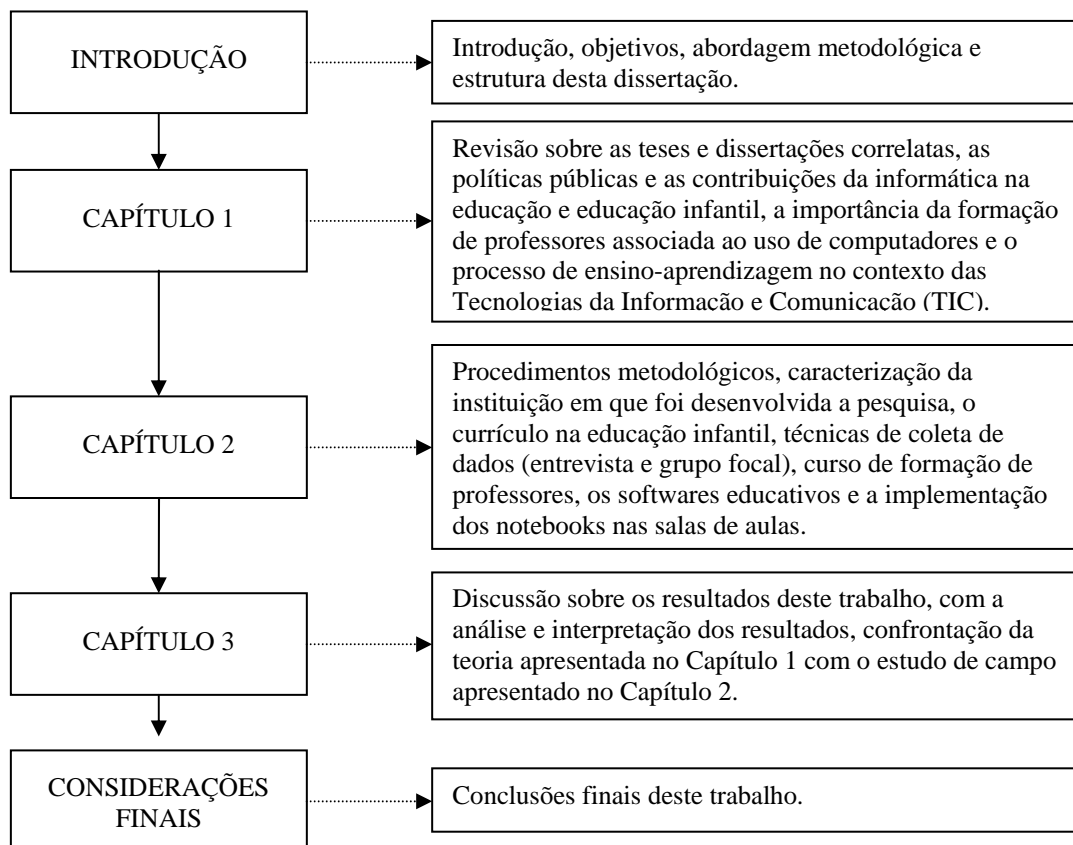 INTRODUÇÃO
Introdução, objetivos, abordagem metodológica e
estrutura desta dissertação.
CAPÍTULO 1
Revisão sobre as teses e dissertações correlatas, as
políticas públicas e as contribuições da informática na
educação e educação infantil, a importância da formação
de professores associada ao uso de computadores e o
processo de ensino-aprendizagem no contexto das
Tecnologias da Informação e Comunicação (TIC).
CAPÍTULO 2
Procedimentos metodológicos, caracterização da
instituição em que foi desenvolvida a pesquisa, o
currículo na educação infantil, técnicas de coleta de
dados (entrevista e grupo focal), curso de formação de
professores, os softwares educativos e a implementação
dos notebooks nas salas de aulas.
CAPÍTULO 3
Discussão sobre os resultados deste trabalho, com a
análise e interpretação dos resultados, confrontação da
teoria apresentada no Capítulo 1 com o estudo de campo
apresentado no Capítulo 2.
CONSIDERAÇÕES
FINAIS
Conclusões finais deste trabalho.